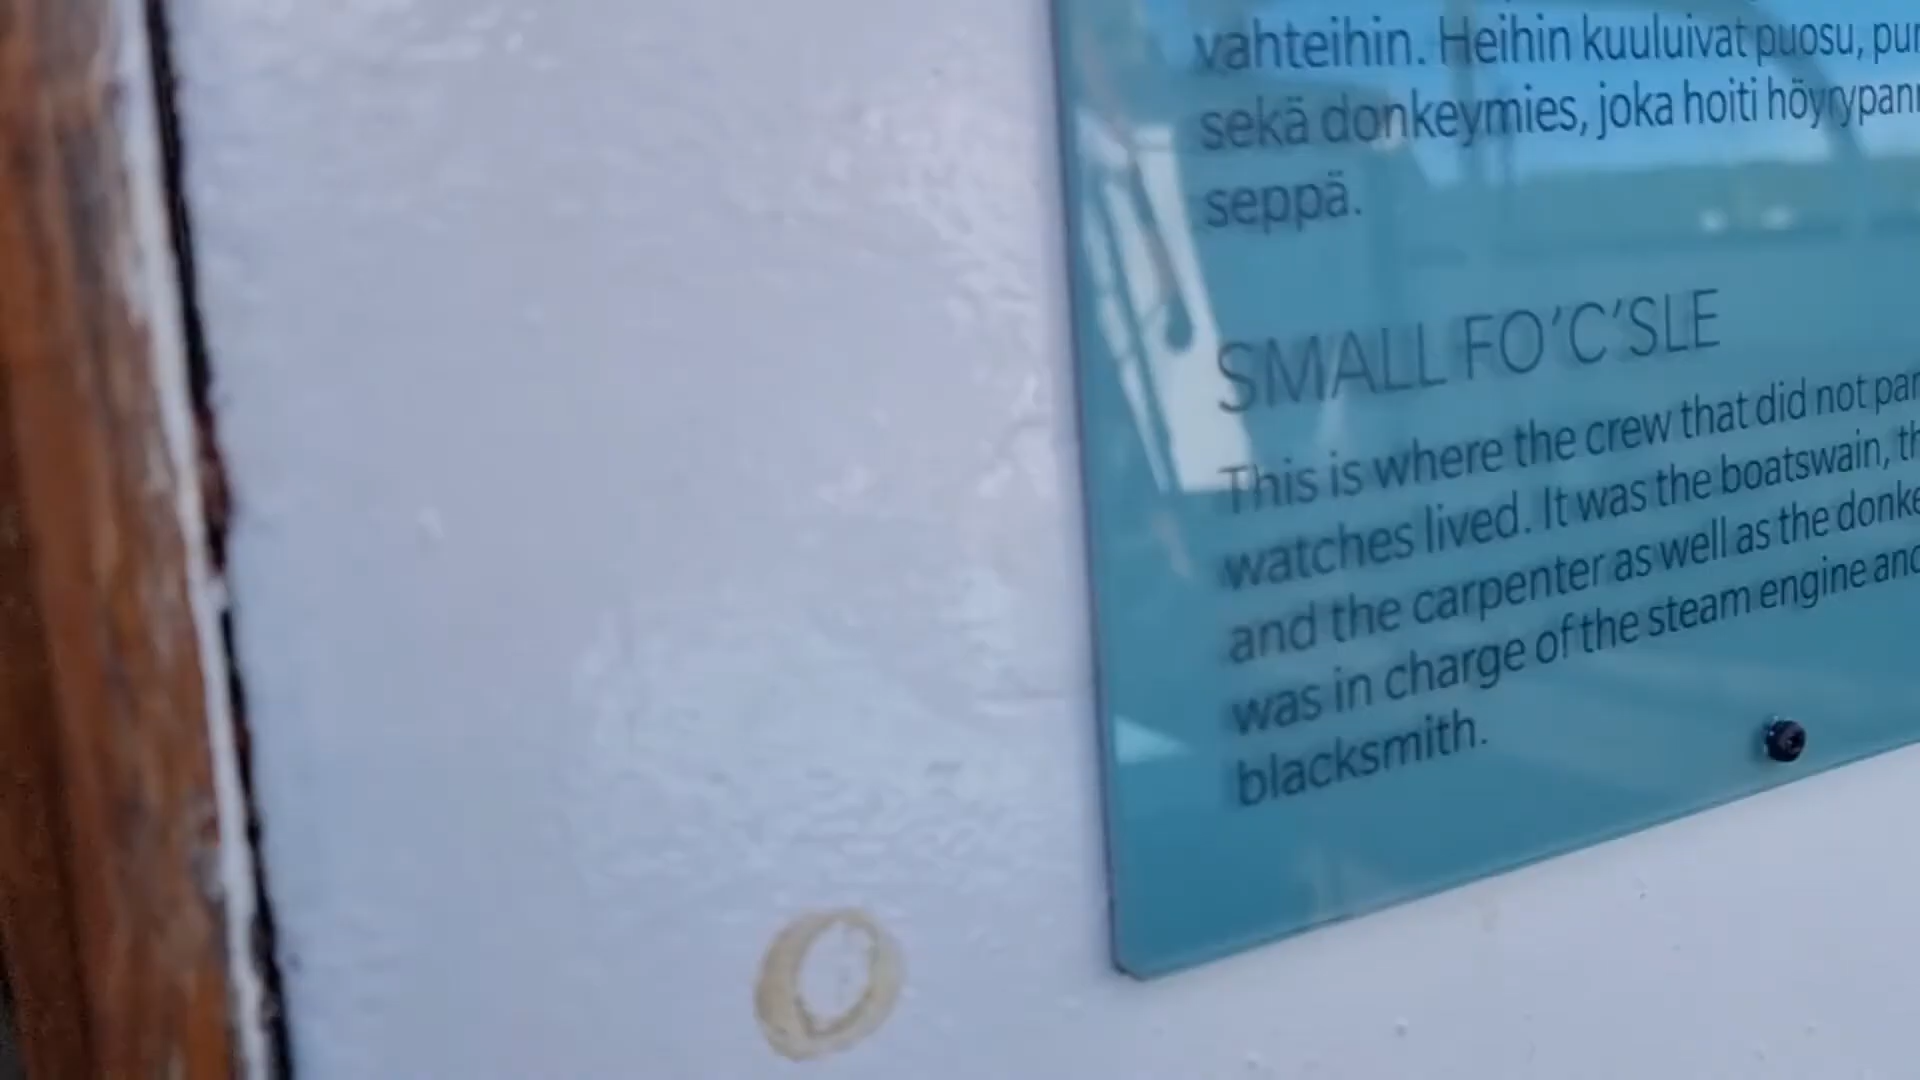 vahteihin. Heihin kuuluivat puosu,
sekä donkeymies, joka hoiti
seppä.
SMALL FO'C'SLE
This is where the crew that did not
watches lived. It was the boatswain,
and the carpenter as well as the
was in charge of the steam engine and
blacksmith.